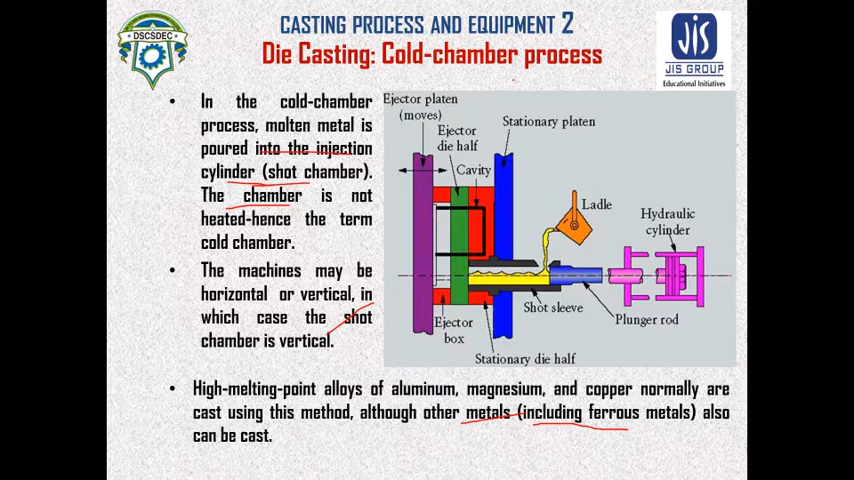 CASTING PROCESS AND EQUIPMENT 2
Die Casting: Cold-chamber process
DSCSDEC
JIS
JIS GROUP
Educational Initiatives
• In the cold-chamber
process, molten metal is
poured into the injection
cylinder (shot chamber).
The chamber is not
heated-hence the term
cold chamber.
• The machines may be
horizontal or vertical, in
which case the shot
chamber is vertical.
Ejector platen
(moves)
Ejector
die half
Cavity
Stationary platen
Ladle
Hydraulic
cylinder
Shot sleeve
Plunger rod
Ejector
box
Stationary die half
• High-melting-point alloys of aluminum, magnesium, and copper normally are
cast using this method, although other metals (including ferrous metals) also
can be cast.